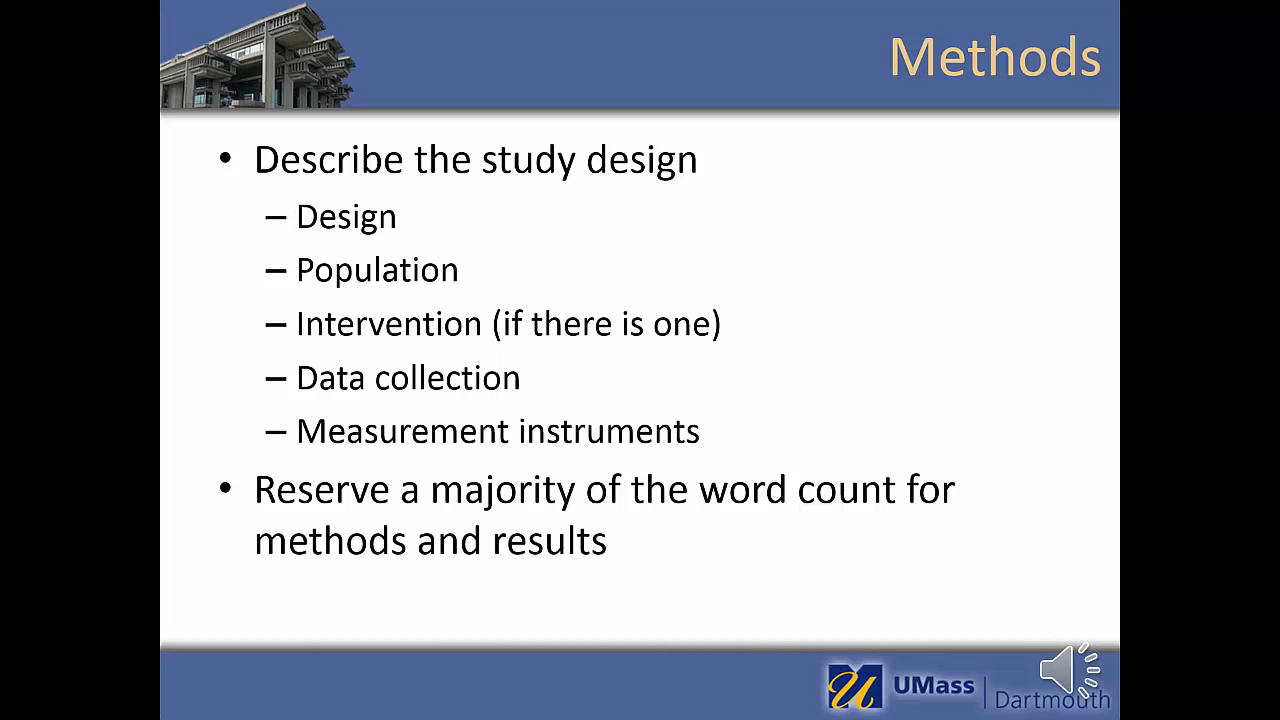 Methods
• Describe the study design
– Design
– Population
– Intervention (if there is one)
– Data collection
– Measurement instruments
• Reserve a majority of the word count for
methods and results
UMass
Dartmouth